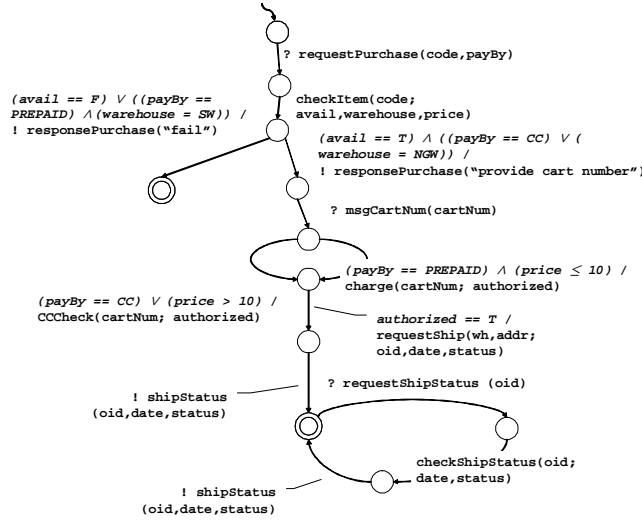 ? requestPurchase(code,payBy)
(avail == F) ∨ ((payBy ==
PREPAID) ∧(warehouse = SW)) /
! responsePurchase("fail")
checkItem(code;
avail,warehouse,price)
(avail == T) ∧ ((payBy == CC) ∨ (
warehouse = NGW)) /
! responsePurchase("provide cart number")
? msgCartNum(cartNum)
(payBy == PREPAID) ∧ (price ≤ 10) /
charge(cartNum; authorized)
(payBy == CC) ∨ (price > 10) /
CCCheck(cartNum; authorized)
authorized == T /
requestShip(wh,addr;
oid,date,status)
! shipStatus
(oid,date,status)
? requestShipStatus (oid)
checkShipStatus(oid;
date,status)
! shipStatus
(oid,date,status)